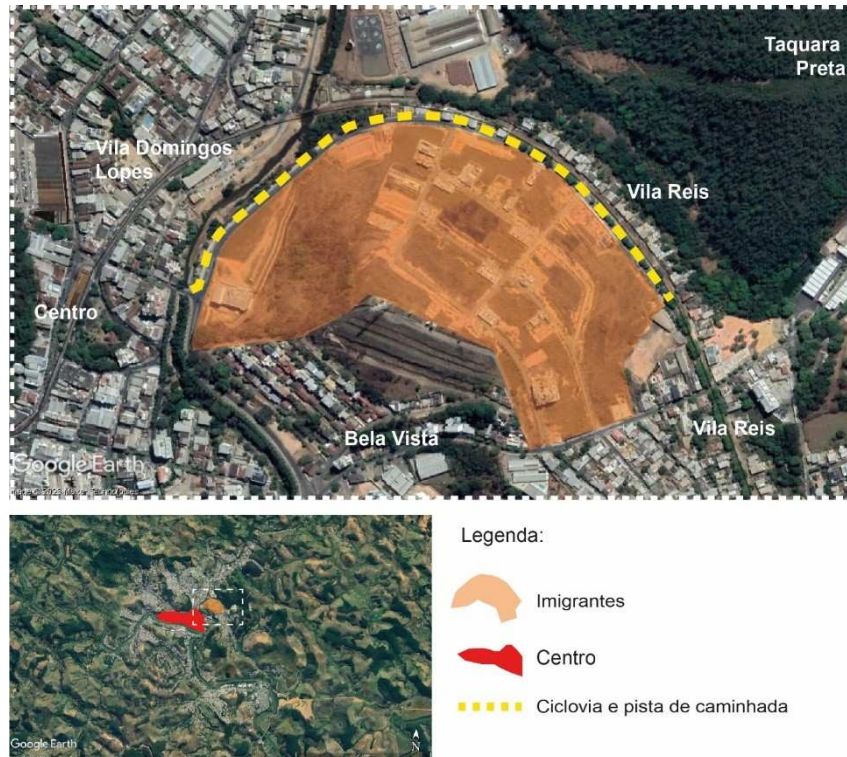 Taquara
Preta
Vila Domingos
Lopes
Vila Reis
Centro
Vila Reis
Bela Vista
Google Earth
Legenda:
Imigrantes
Centro
Ciclovia e pista de caminhada
Google Earth
N